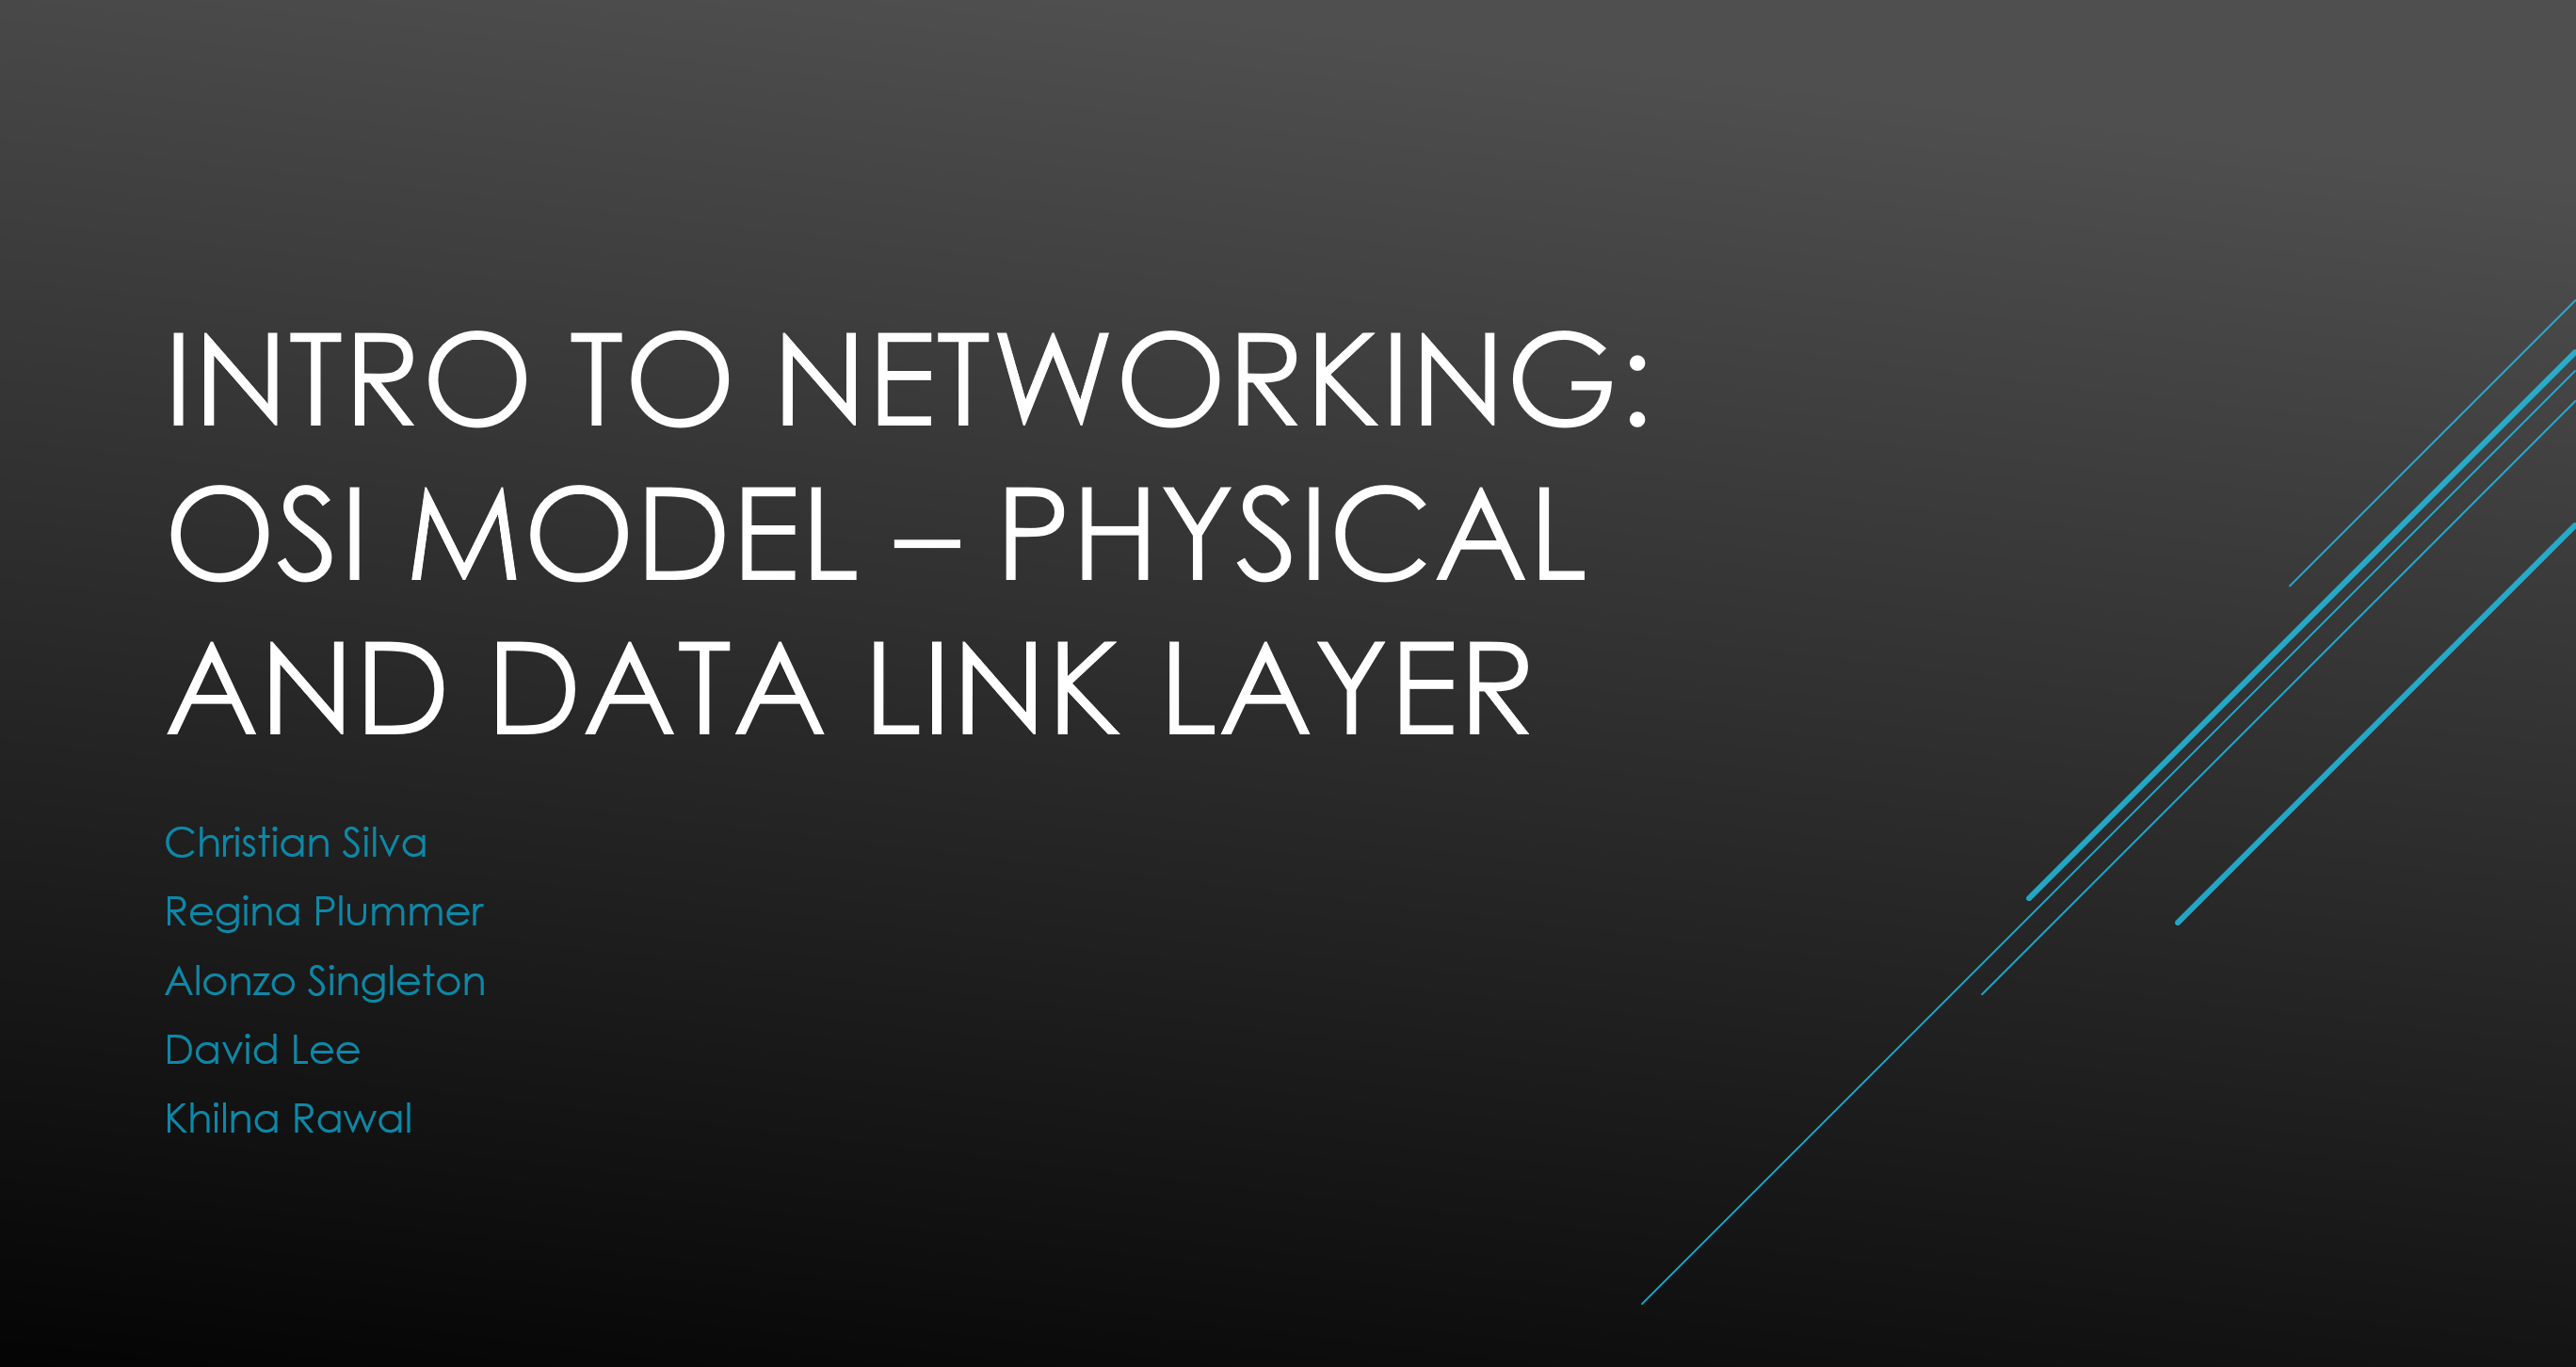 INTRO TO NETWORKING:
OSI MODEL – PHYSICAL
AND DATA LINK LAYER
Christian Silva
Regina Plummer
Alonzo Singleton
David Lee
Khilna Rawal